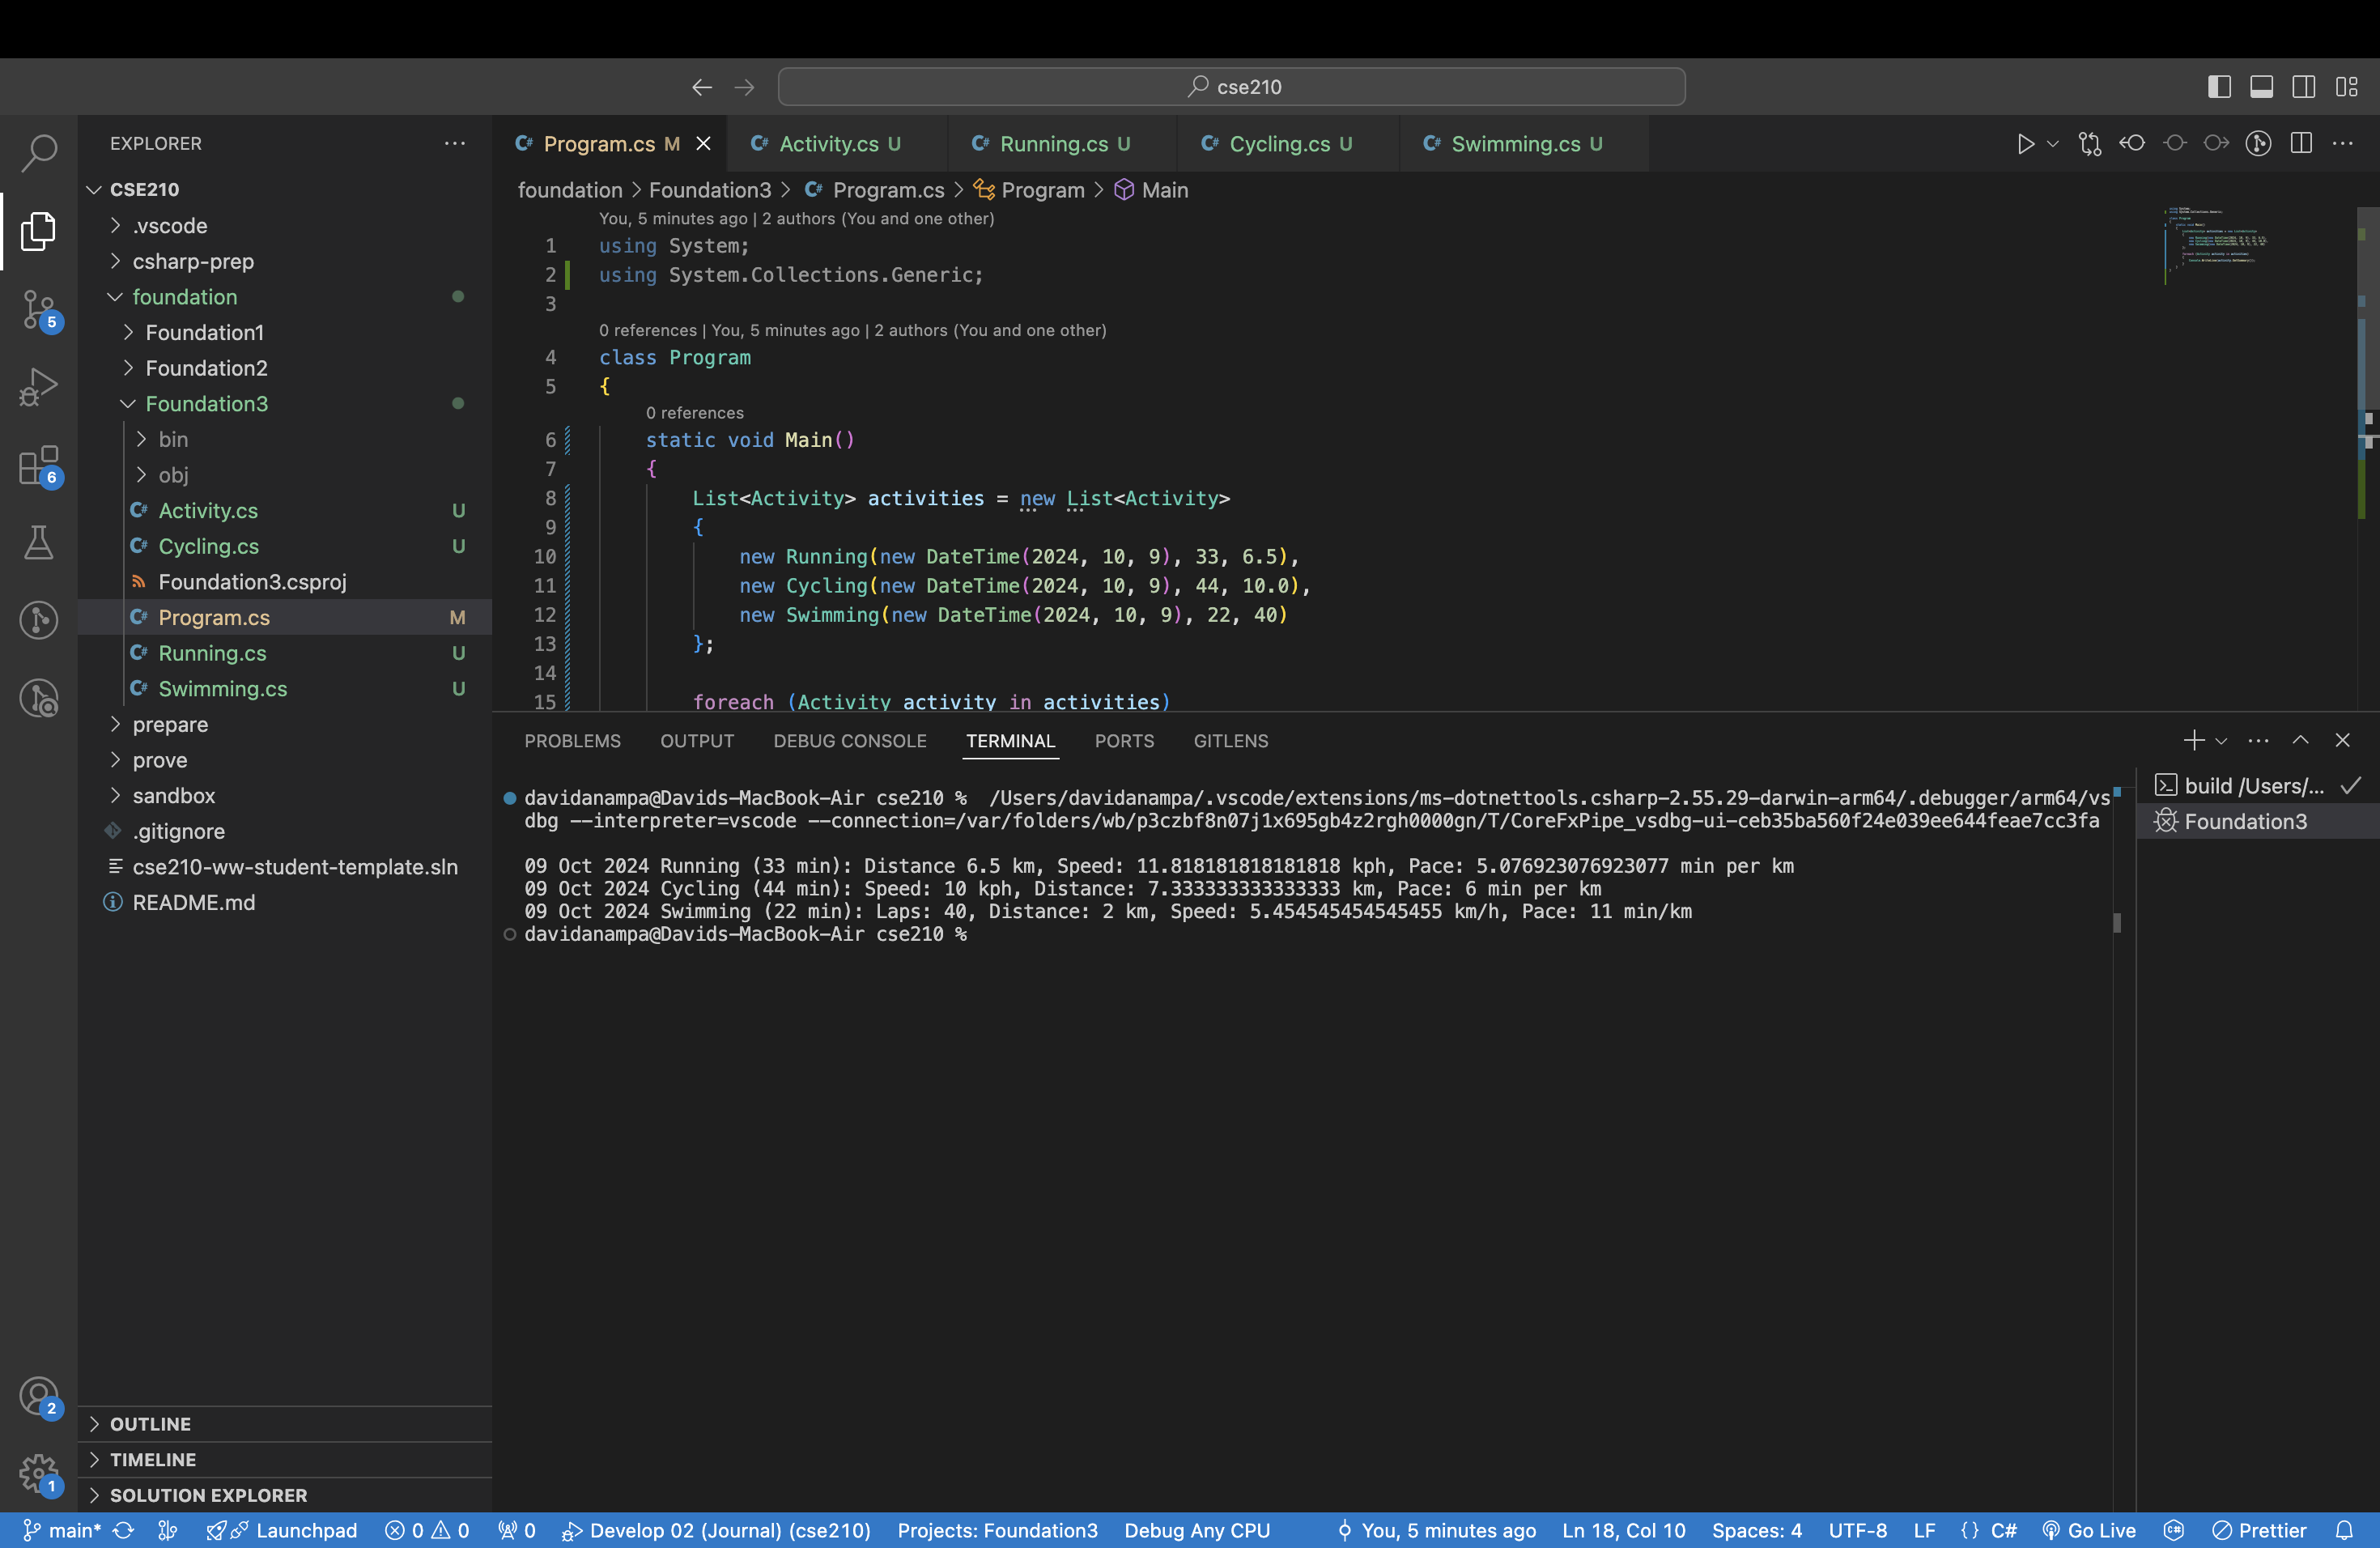 cse210
EXPLORER
CSE210
.vscode
csharp-prep
foundation
Foundation1
Foundation2
Foundation3
bin
obj
Activity.cs U
Cycling.cs U
Foundation3.csproj
Program.cs M
Running.cs U
Swimming.cs U
prepare
prove
sandbox
.gitignore
cse210-ww-student-template.sln
README.md
OUTLINE
TIMELINE
SOLUTION EXPLORER
5
6
2
1
Program.cs M
Activity.cs U
Running.cs U
Cycling.cs U
Swimming.cs U
foundation > Foundation3 > Program.cs > Program > Main
You, 5 minutes ago | 2 authors (You and one other)
1 using System;
2 using System.Collections.Generic;
3
0 references | You, 5 minutes ago | 2 authors (You and one other)
4 class Program
5 {
0 references
6 static void Main()
7 {
8 List<Activity> activities = new List<Activity>
9 {
10 new Running(new DateTime(2024, 10, 9), 33, 6.5),
11 new Cycling(new DateTime(2024, 10, 9), 44, 10.0),
12 new Swimming(new DateTime(2024, 10, 9), 22, 40)
13 };
14
15 foreach (Activity activity in activities)
PROBLEMS OUTPUT DEBUG CONSOLE TERMINAL PORTS GITLENS
davidanampa@Davids-MacBook-Air cse210 % /Users/davidanampa/.vscode/extensions/ms-dotnettools.csharp-2.55.29-darwin-arm64/.debugger/arm64/vs
dbg --interpreter=vscode --connection=/var/folders/wb/p3czbf8n07j1x695gb4z2rgh0000gn/T/CoreFxPipe_vsdbg-ui-ceb35ba560f24e039ee644feae7cc3fa
09 Oct 2024 Running (33 min): Distance 6.5 km, Speed: 11.818181818181818 kph, Pace: 5.076923076923077 min per km
09 Oct 2024 Cycling (44 min): Speed: 10 kph, Distance: 7.333333333333333 km, Pace: 6 min per km
09 Oct 2024 Swimming (22 min): Laps: 40, Distance: 2 km, Speed: 5.454545454545455 km/h, Pace: 11 min/km
davidanampa@Davids-MacBook-Air cse210 %
build /Users/...
Foundation3
main* Launchpad 0 0 0 Develop 02 (Journal) (cse210) Projects: Foundation3 Debug Any CPU You, 5 minutes ago Ln 18, Col 10 Spaces: 4 UTF-8 LF {} C# Go Live Prettier